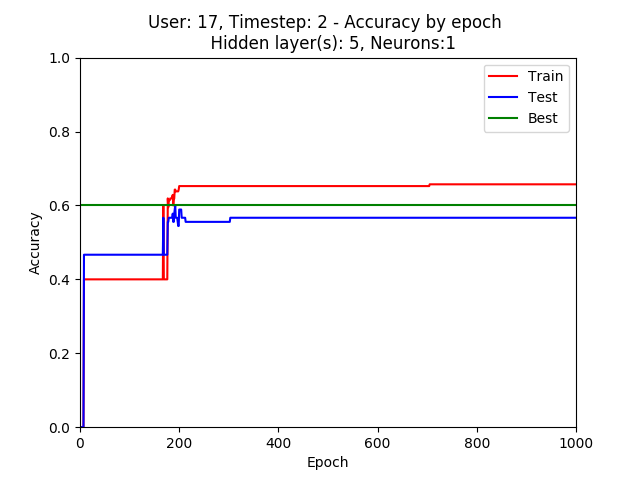 User: 17, Timestep: 2 - Accuracy by epoch
Hidden layer(s): 5, Neurons:1
1.0
0.8
0.6
0.4
0.2
0.0
Accuracy
Train
Test
Best
0 200 400 600 800 1000
Epoch